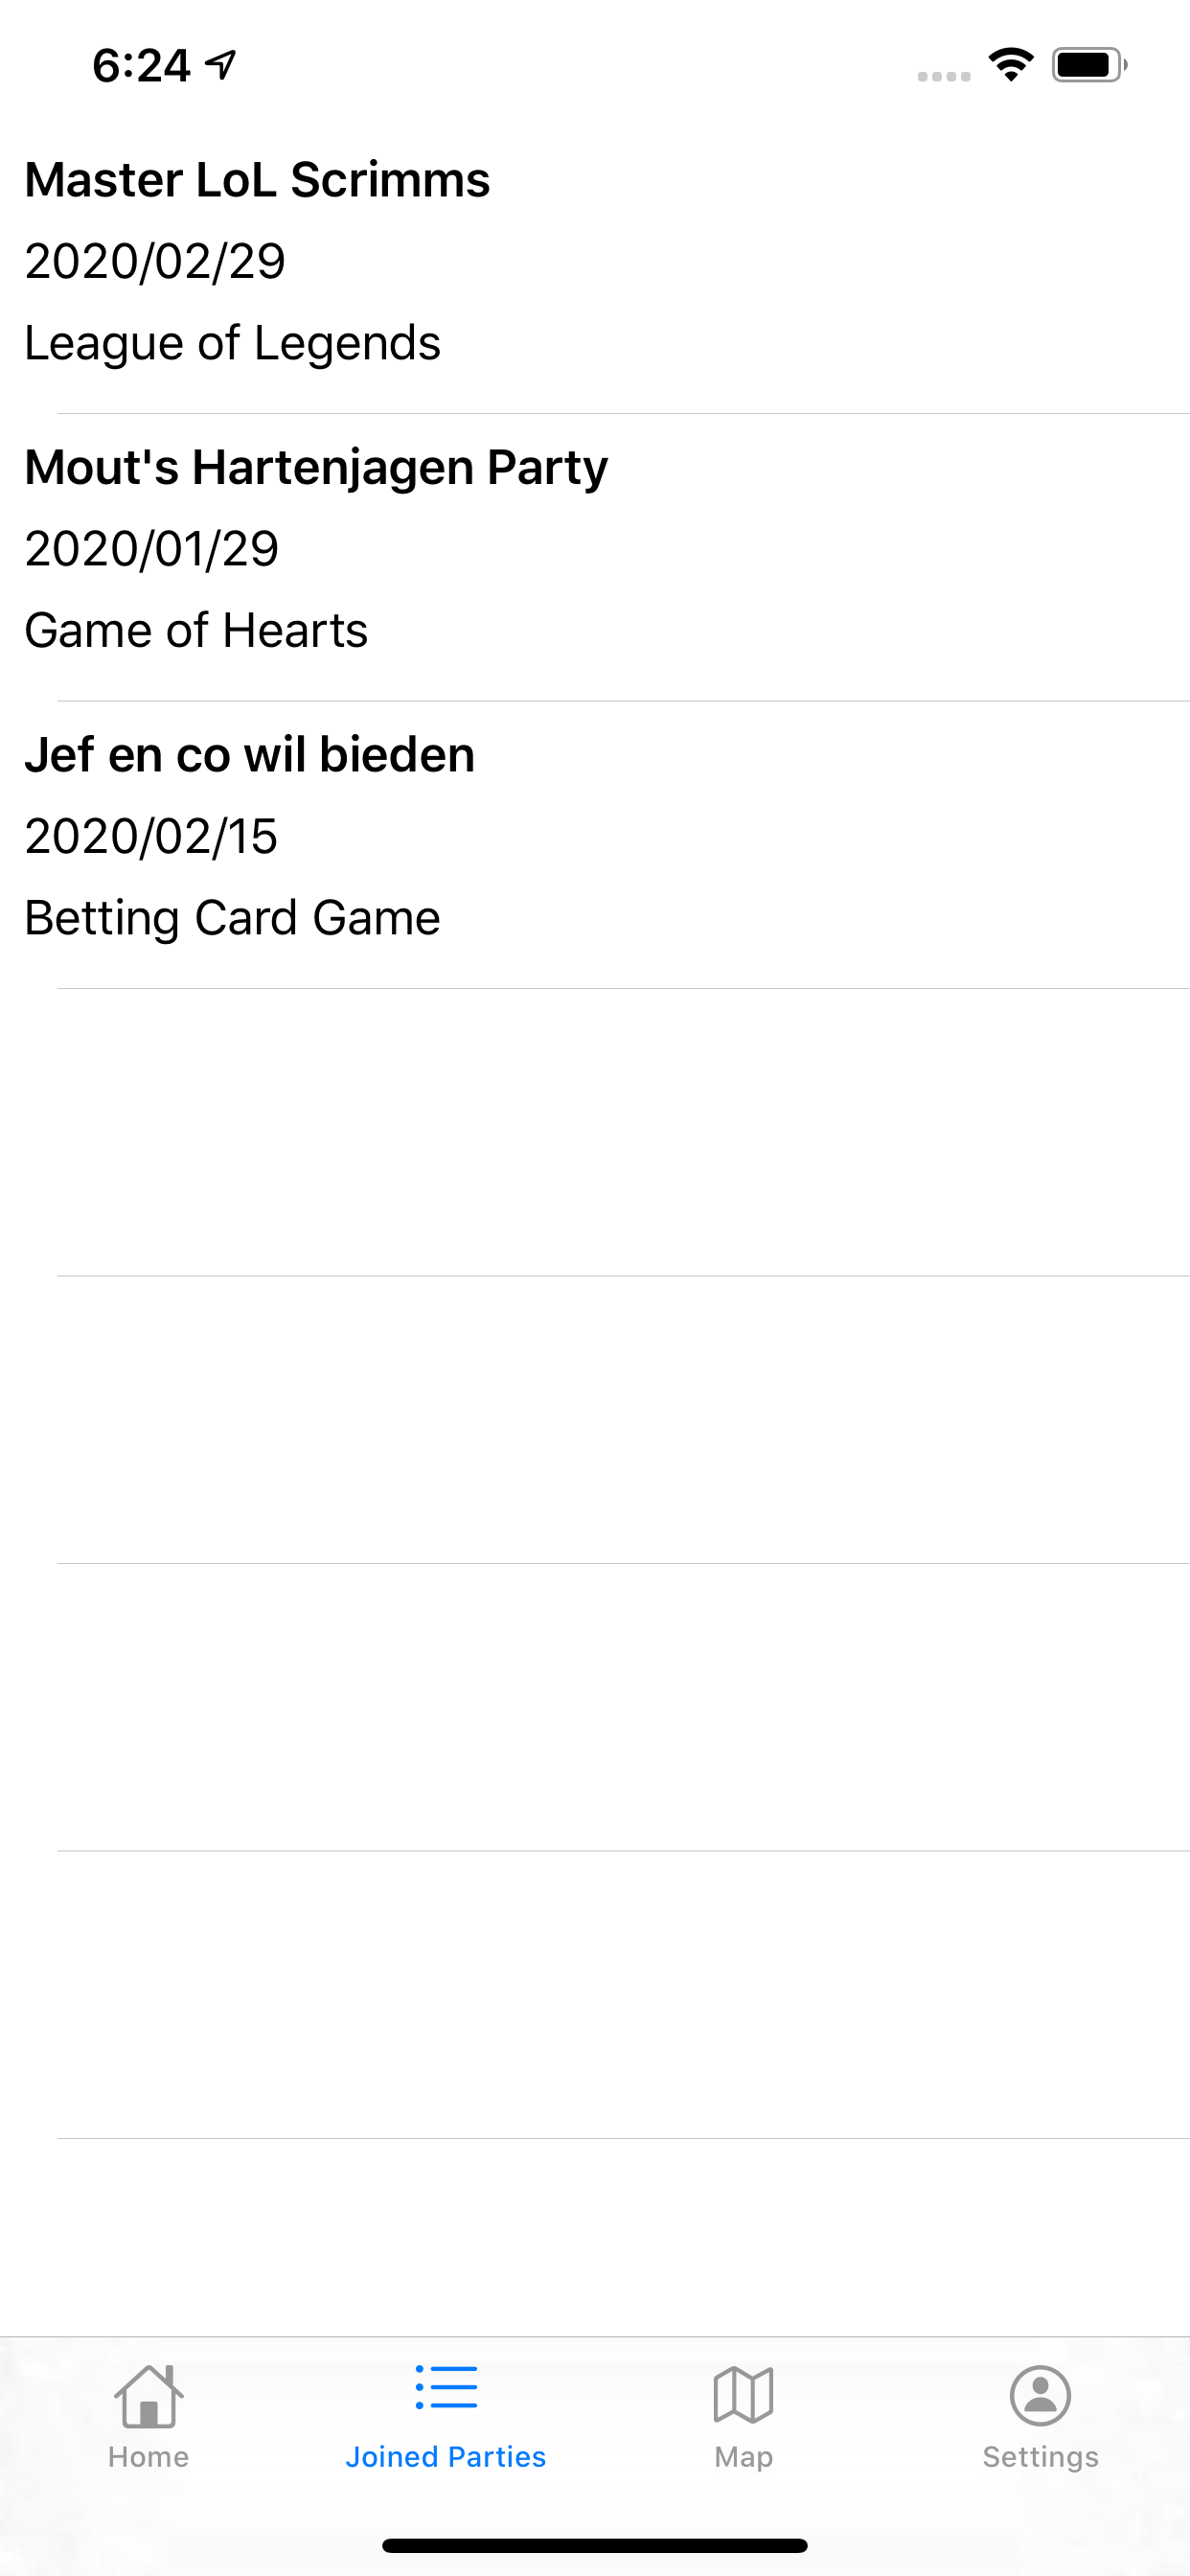 6:24
Master LoL Scrimms
2020/02/29
League of Legends
Mout's Hartenjagen Party
2020/01/29
Game of Hearts
Jef en co wil bieden
2020/02/15
Betting Card Game
Home
Joined Parties
Map
Settings